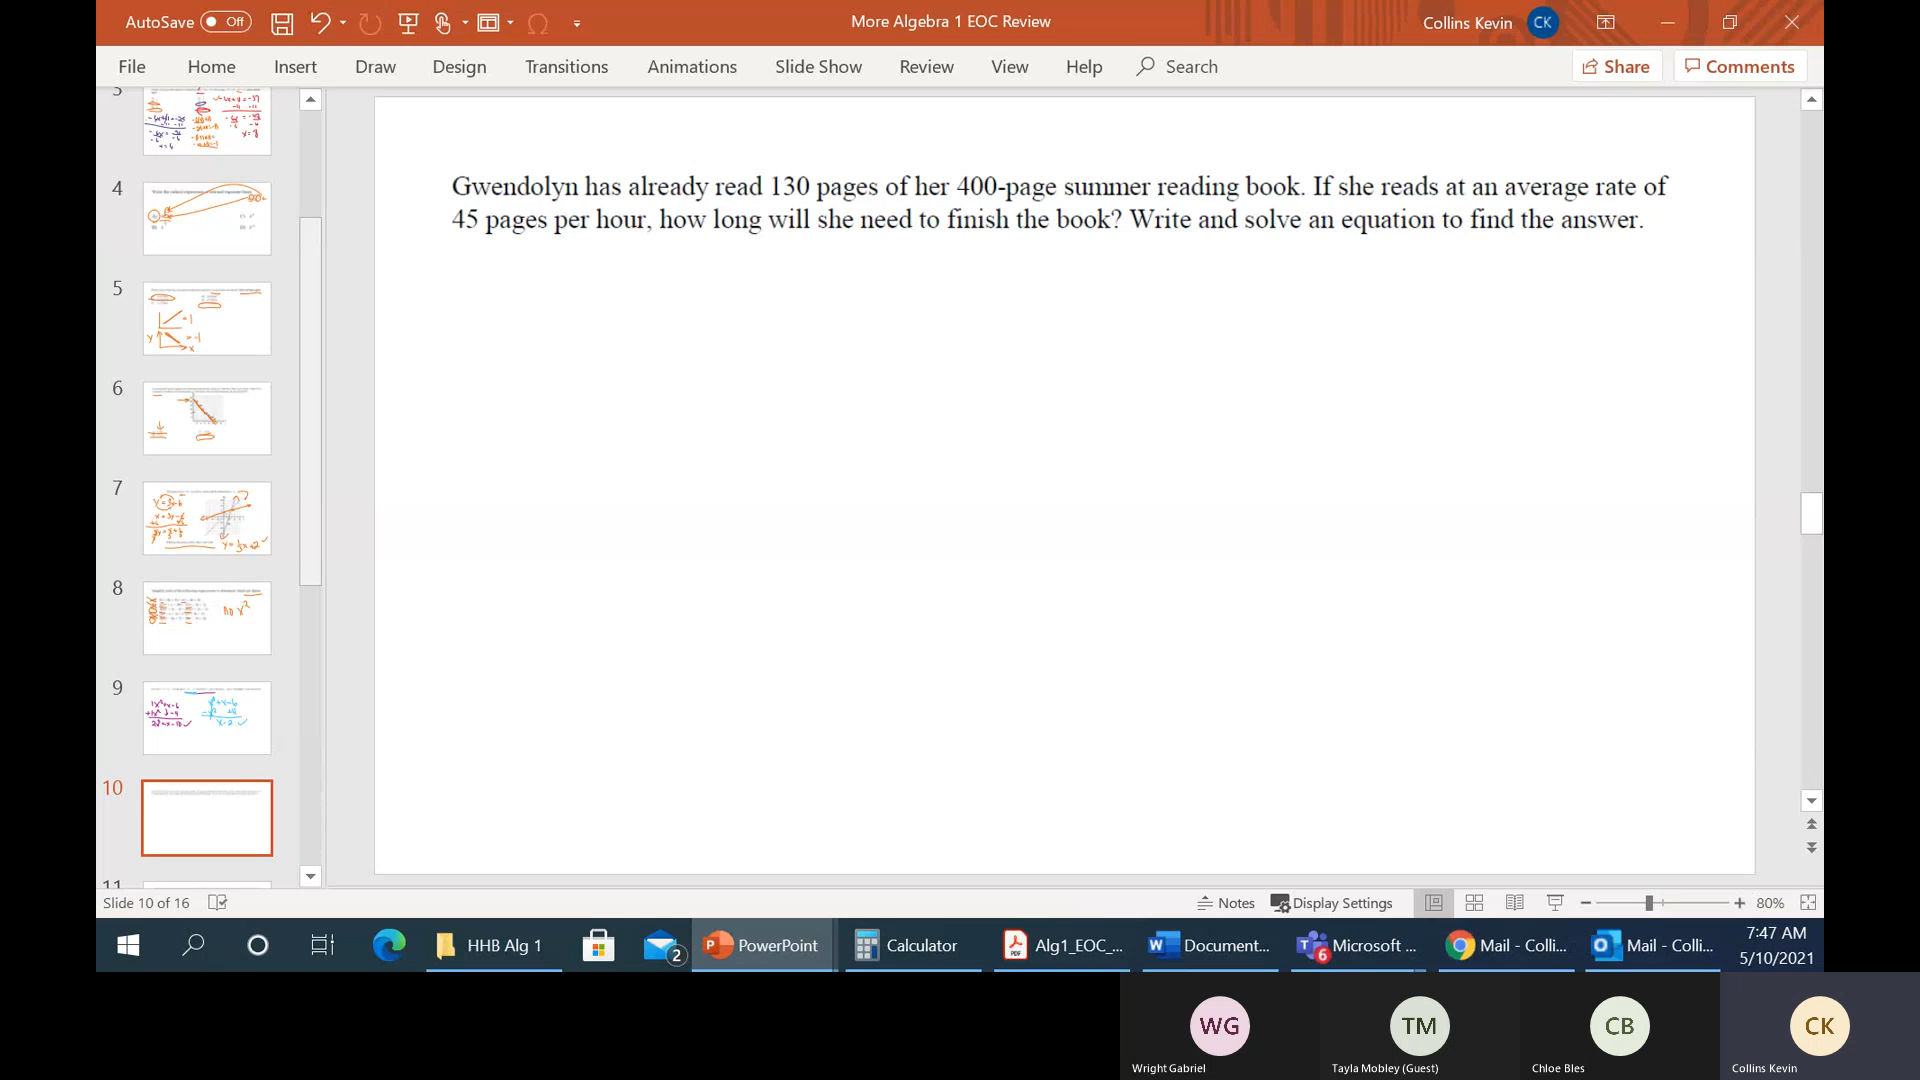 AutoSave Off More Algebra 1 EOC Review Collins Kevin CK
File Home Insert Draw Design Transitions Animations Slide Show Review View Help Search Share Comments
Gwendolyn has already read 130 pages of her 400-page summer reading book. If she reads at an average rate of
45 pages per hour, how long will she need to finish the book? Write and solve an equation to find the answer.
3
4
5
6
7
8
no x²
9
10
11
Slide 10 of 16 Notes Display Settings 80%
HHB Alg 1 2 PowerPoint Calculator Alg1_EOC_... Document... 6 Microsoft ... Mail - Colli... Mail - Colli... 7:47 AM
5/10/2021
WG TM CB CK
Wright Gabriel Tayla Mobley (Guest) Chloe Bles Collins Kevin